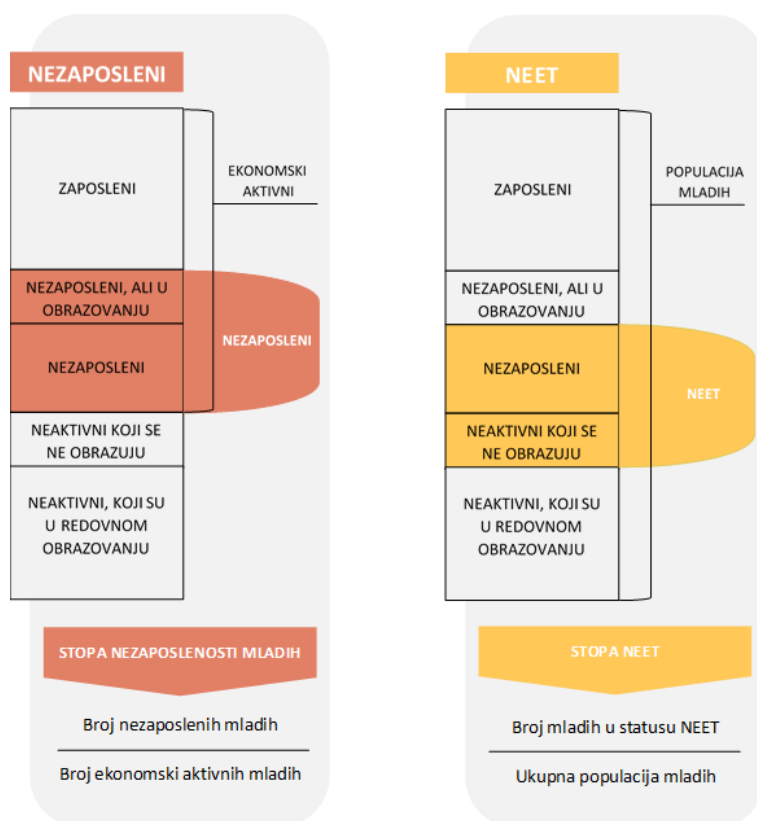 NEZAPOSLENI
ZAPOSLENI
EKONOMSKI
AKTIVNI
NEZAPOSLENI, ALI U
OBRAZOVANJU
NEZAPOSLENI
NEZAPOSLENI
NEAKTIVNI KOJI SE
NE OBRAZUJU
NEAKTIVNI, KOJI SU
U REDOVNOM
OBRAZOVANJU
STOPA NEZAPOSLENOSTI MLADIH
Broj nezaposlenih mladih
Broj ekonomski aktivnih mladih
NEET
ZAPOSLENI
POPULACIJA
MLADIH
NEZAPOSLENI, ALI U
OBRAZOVANJU
NEZAPOSLENI
NEET
NEAKTIVNI KOJI SE
NE OBRAZUJU
NEAKTIVNI, KOJI SU
U REDOVNOM
OBRAZOVANJU
STOPA NEET
Broj mladih u statusu NEET
Ukupna populacija mladih